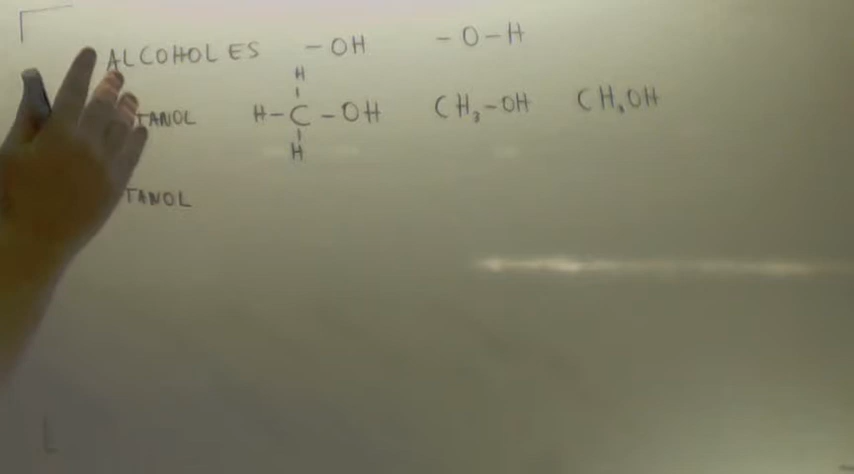 ALCOHOLES -OH -O-H
H
TANOL H-C-OH CH₃-OH CH₃OH
H
TANOL